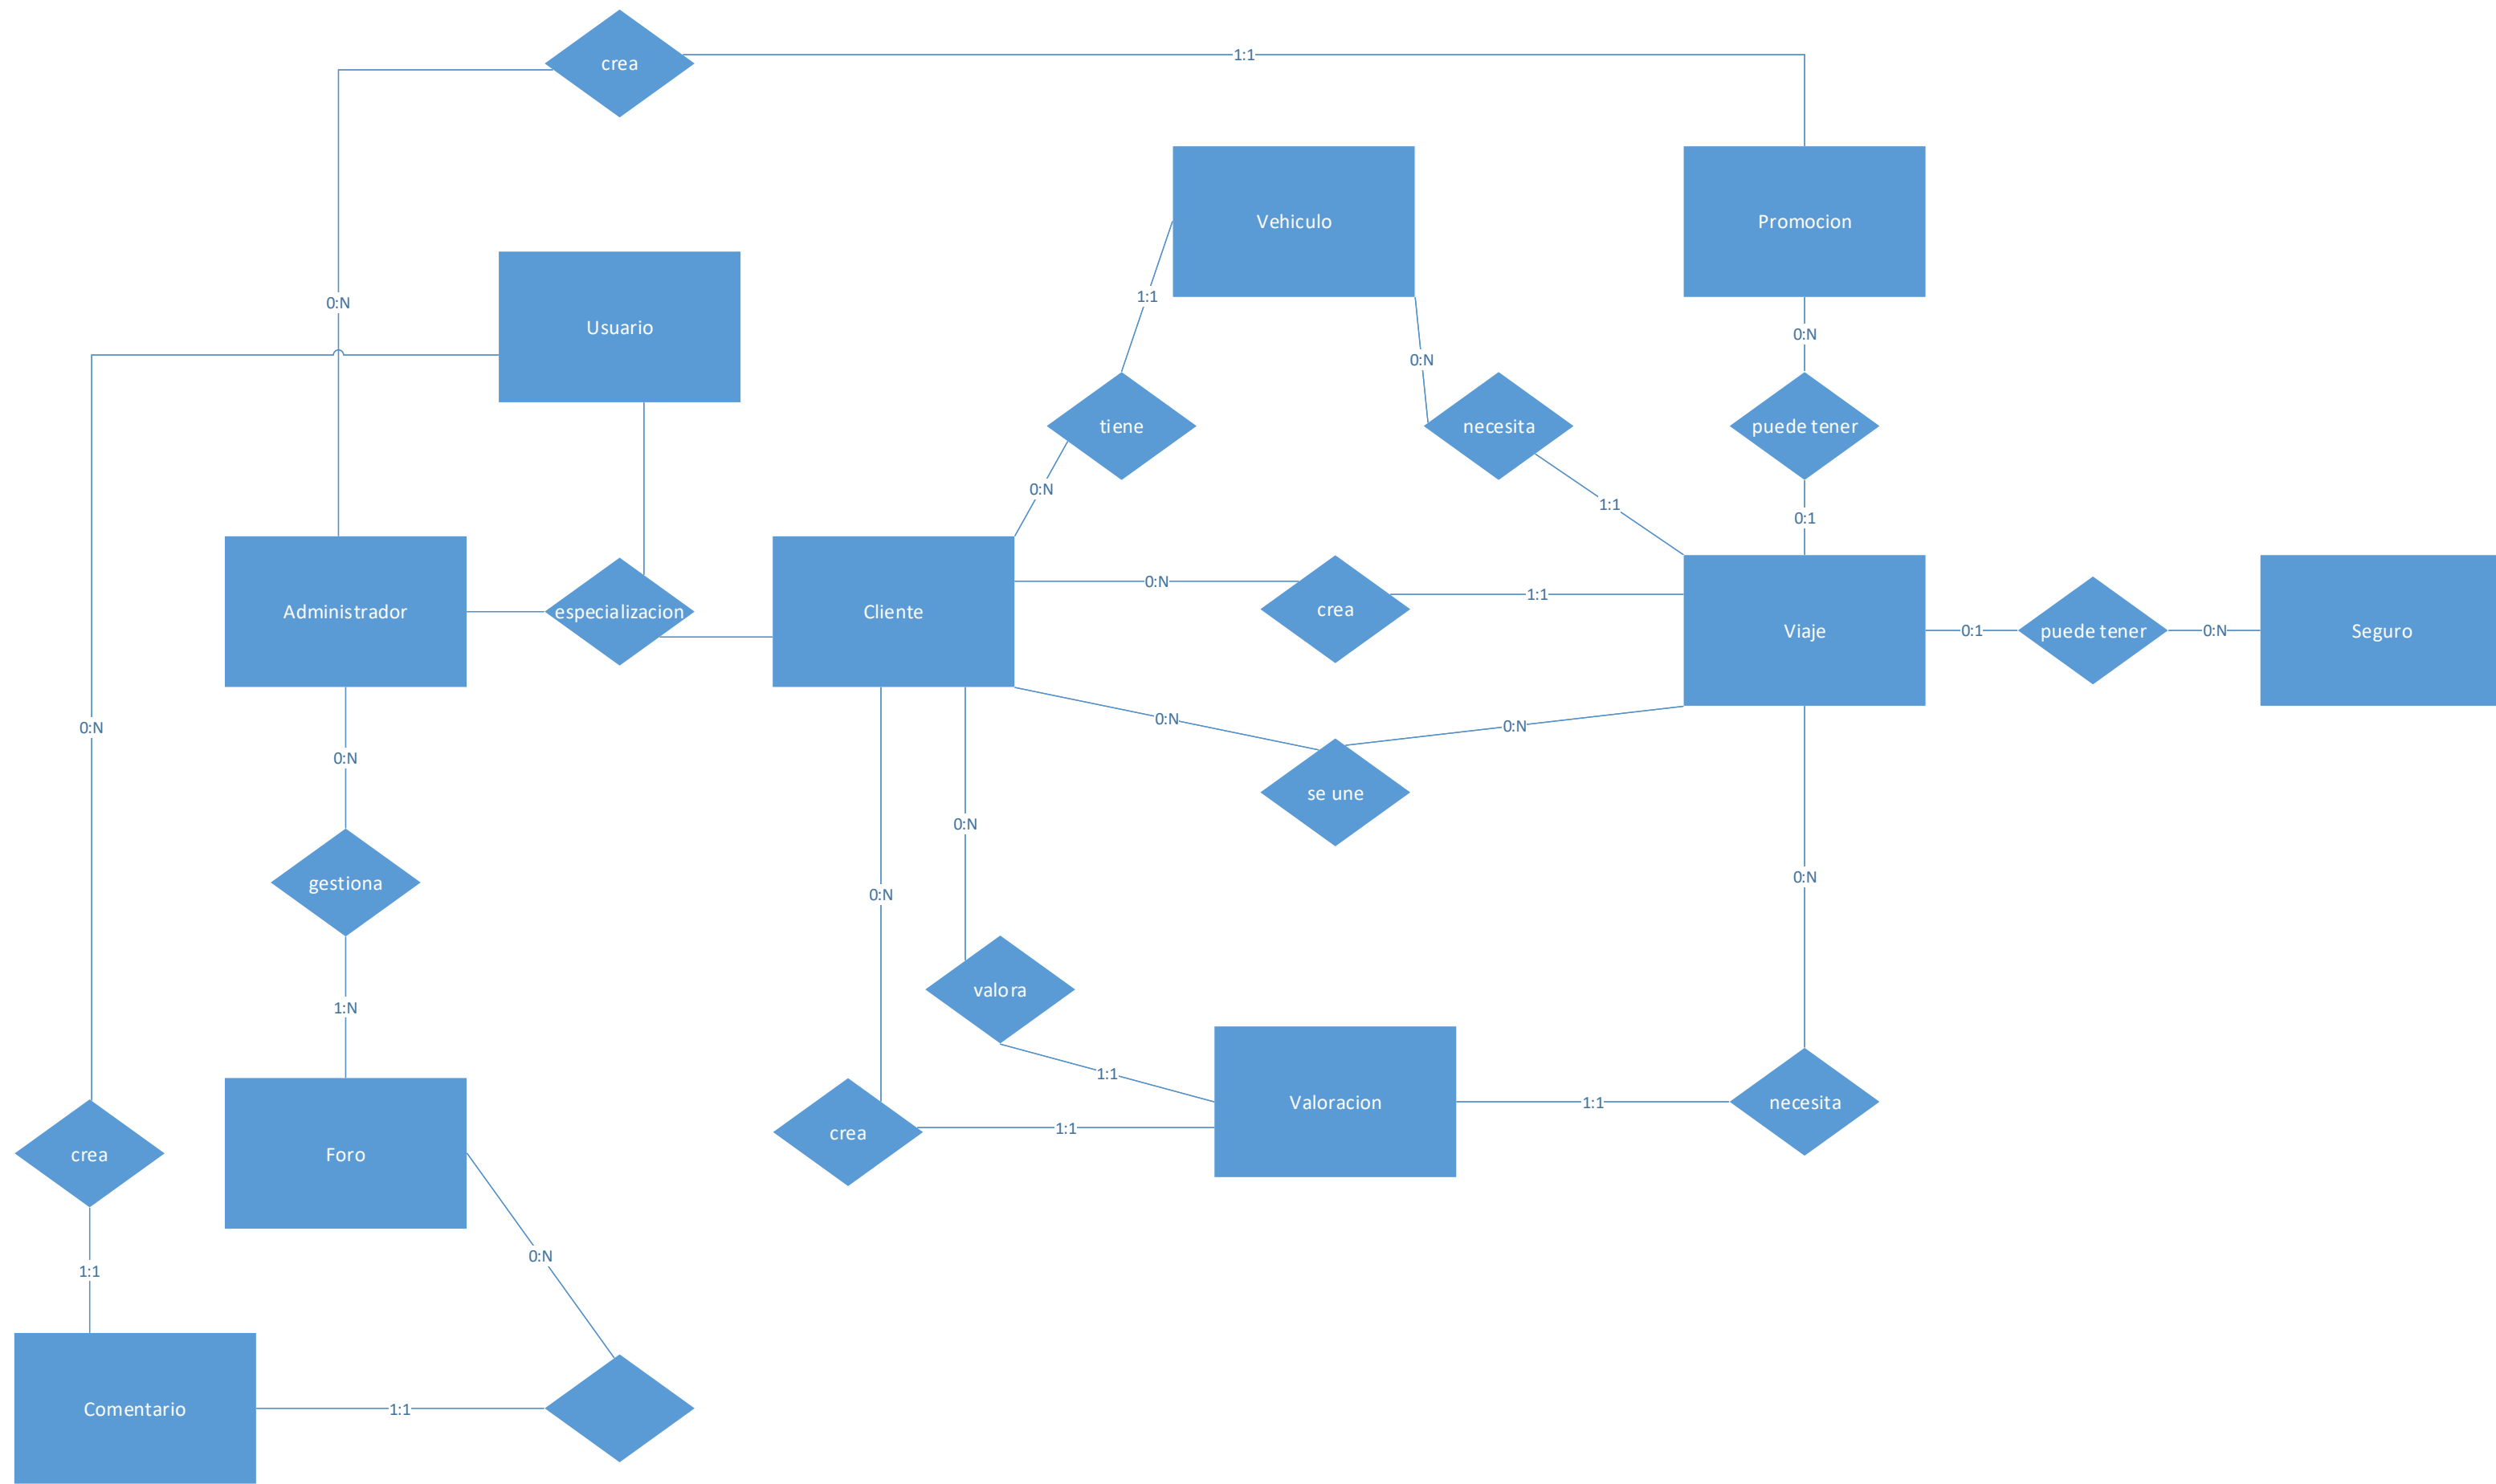 crea
1:1
Vehiculo
Promocion
1:1
0:N
Usuario
0:N
0:N
tiene
necesita
puede tener
0:N
1:1
0:1
Administrador
especializacion
Cliente
0:N
crea
1:1
Viaje
0:1
puede tener
0:N
Seguro
0:N
0:N
0:N
0:N
se une
0:N
gestiona
0:N
0:N
valora
1:N
1:1
crea
Foro
crea
1:1
Valoracion
1:1
necesita
0:N
1:1
Comentario
1:1